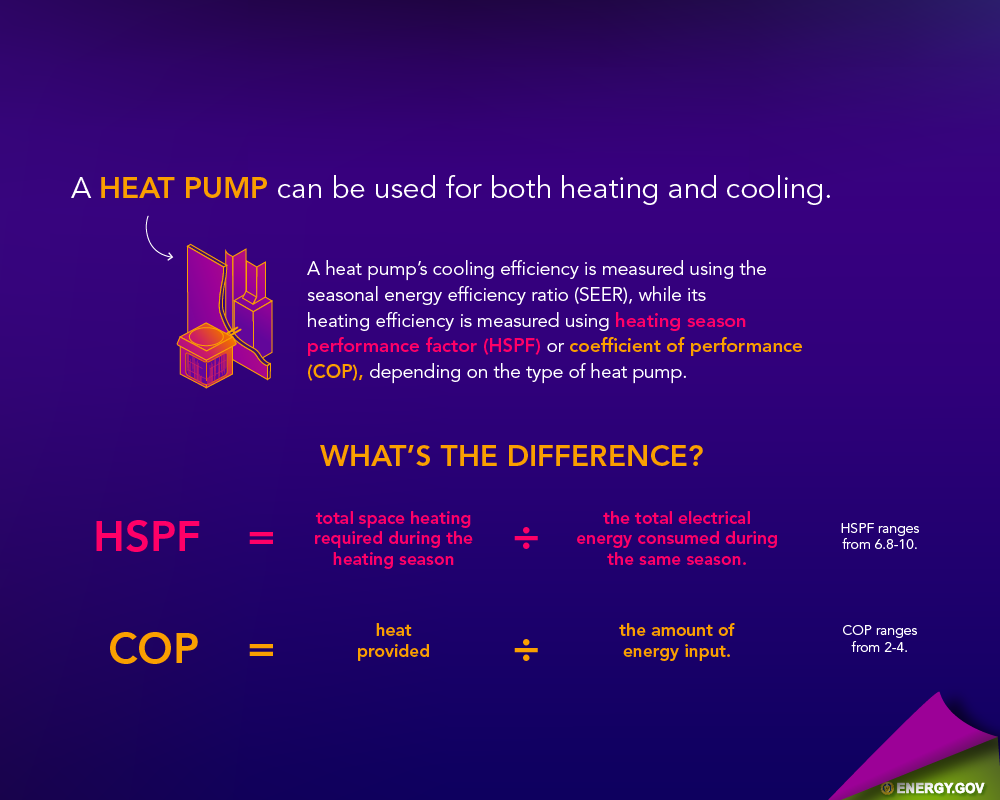 A HEAT PUMP can be used for both heating and cooling.
A heat pump’s cooling efficiency is measured using the
seasonal energy efficiency ratio (SEER), while its
heating efficiency is measured using heating season
performance factor (HSPF) or coefficient of performance
(COP), depending on the type of heat pump.
WHAT’S THE DIFFERENCE?
HSPF
=
total space heating
required during the
heating season
÷
the total electrical
energy consumed during
the same season.
HSPF ranges
from 6.8-10.
COP
=
heat
provided
÷
the amount of
energy input.
COP ranges
from 2-4.
ENERGY.GOV